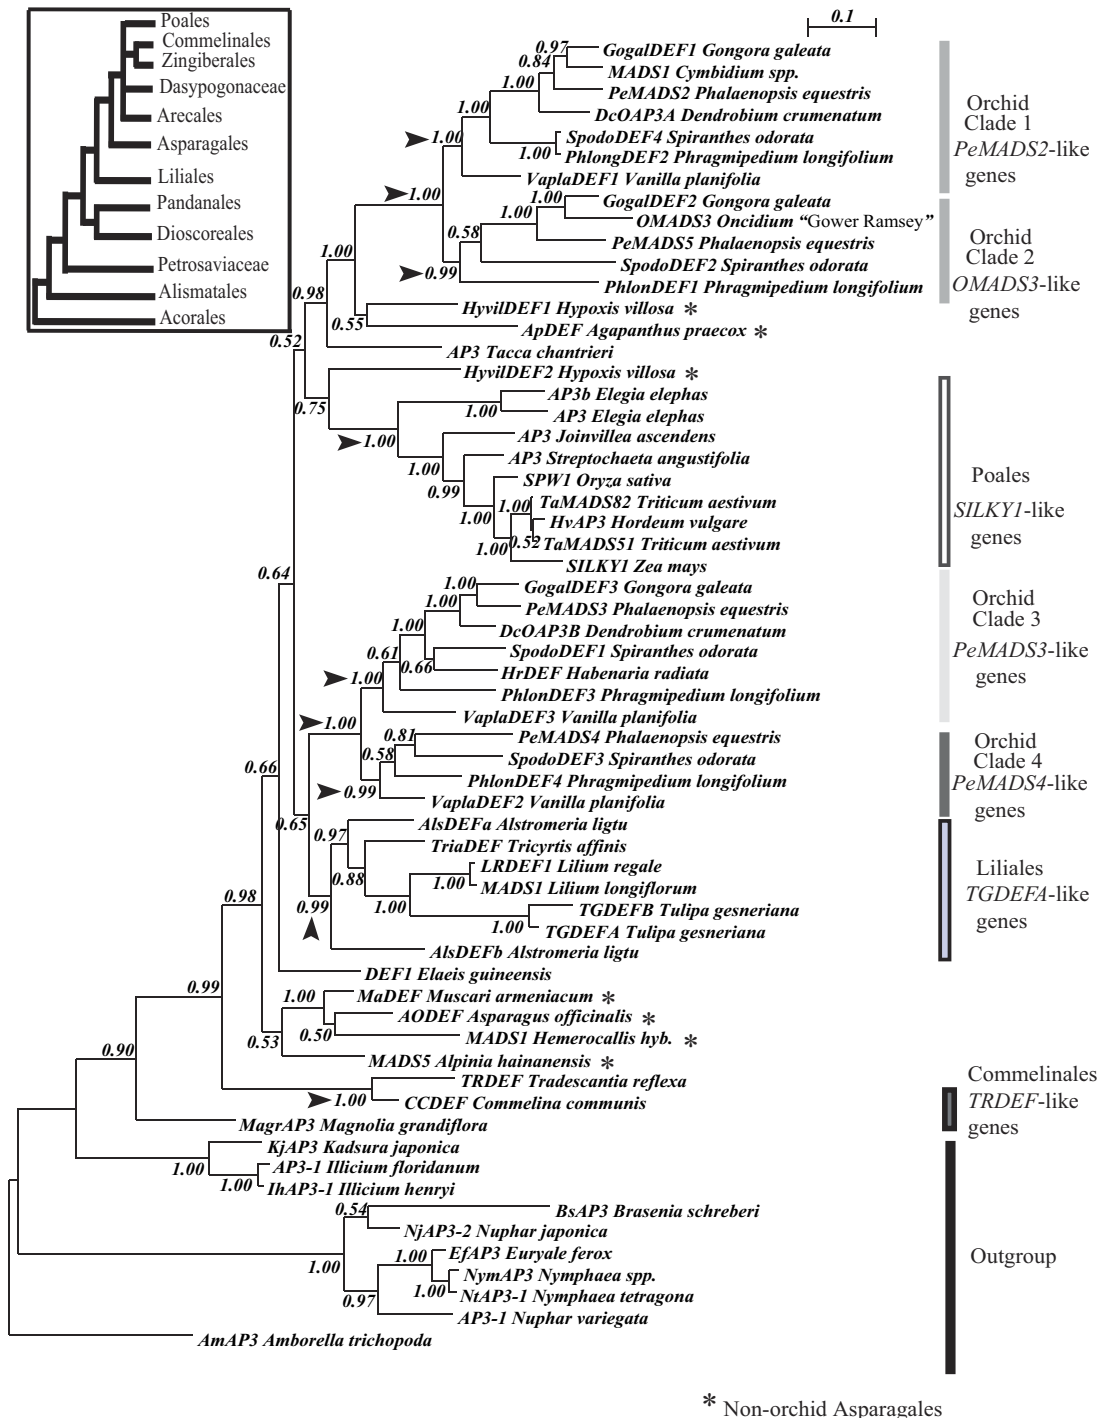 Poales
Commelinales
Zingiberales
Dasypogonaceae
Arecales
Asparagales
Liliales
Pandanales
Dioscoreales
Petrosaviaceae
Alismatales
Acorales
0.1
0.97
GogalDEF1 Gongora galeata
0.84
MADS1 Cymbidium spp.
1.00
PeMADS2 Phalaenopsis equestris
1.00
DcOAP3A Dendrobium crumenatum
1.00
SpodoDEF4 Spiranthes odorata
1.00
PhlongDEF2 Phragmipedium longifolium
VaplaDEF1 Vanilla planifolia
Orchid
Clade 1
PeMADS2-like
genes
1.00
1.00
GogalDEF2 Gongora galeata
1.00
OMADS3 Oncidium “Gower Ramsey”
0.58
PeMADS5 Phalaenopsis equestris
SpodoDEF2 Spiranthes odorata
0.99
PhlonDEF1 Phragmipedium longifolium
Orchid
Clade 2
OMADS3-like
genes
1.00
0.98
HyvilDEF1 Hypoxis villosa *
0.55
ApDEF Agapanthus praecox *
0.52
AP3 Tacca chantrieri
HyvilDEF2 Hypoxis villosa *
0.75
AP3b Elegia elephas
1.00
AP3 Elegia elephas
1.00
AP3 Joinvillea ascendens
1.00
AP3 Streptochaeta angustifolia
0.99
SPW1 Oryza sativa
1.00
1.00
TaMADS82 Triticum aestivum
HvAP3 Hordeum vulgare
1.00
0.52
TaMADS51 Triticum aestivum
SILKY1 Zea mays
Poales
SILKY1-like
genes
0.64
1.00
GogalDEF3 Gongora galeata
1.00
PeMADS3 Phalaenopsis equestris
1.00
DcOAP3B Dendrobium crumenatum
0.61
SpodoDEF1 Spiranthes odorata
0.66
HrDEF Habenaria radiata
1.00
PhlonDEF3 Phragmipedium longifolium
VaplaDEF3 Vanilla planifolia
Orchid
Clade 3
PeMADS3-like
genes
1.00
0.81
PeMADS4 Phalaenopsis equestris
0.58
SpodoDEF3 Spiranthes odorata
PhlonDEF4 Phragmipedium longifolium
0.99
VaplaDEF2 Vanilla planifolia
Orchid
Clade 4
PeMADS4-like
genes
0.66
0.65
0.97
AlsDEFa Alstromeria ligtu
TriaDEF Tricyrtis affinis
0.88
LRDEF1 Lilium regale
1.00
MADS1 Lilium longiflorum
1.00
0.99
TGDEFB Tulipa gesneriana
1.00
TGDEFA Tulipa gesneriana
AlsDEFb Alstromeria ligtu
Liliales
TGDEFA-like
genes
0.98
DEF1 Elaeis guineensis
0.99
1.00
MaDEF Muscari armeniacum *
AODEF Asparagus officinalis *
0.50
MADS1 Hemerocallis hyb. *
0.53
MADS5 Alpinia hainanensis *
0.90
TRDEF Tradescantia reflexa
1.00
CCDEF Commelina communis
Commelinales
TRDEF-like
genes
MagrAP3 Magnolia grandiflora
KjAP3 Kadsura japonica
1.00
AP3-1 Illicium floridanum
1.00
IhAP3-1 Illicium henryi
0.54
BsAP3 Brasenia schreberi
NjAP3-2 Nuphar japonica
1.00
1.00
EfAP3 Euryale ferox
NymAP3 Nymphaea spp.
1.00
NtAP3-1 Nymphaea tetragona
0.97
AP3-1 Nuphar variegata
Outgroup
AmAP3 Amborella trichopoda
* Non-orchid Asparagales